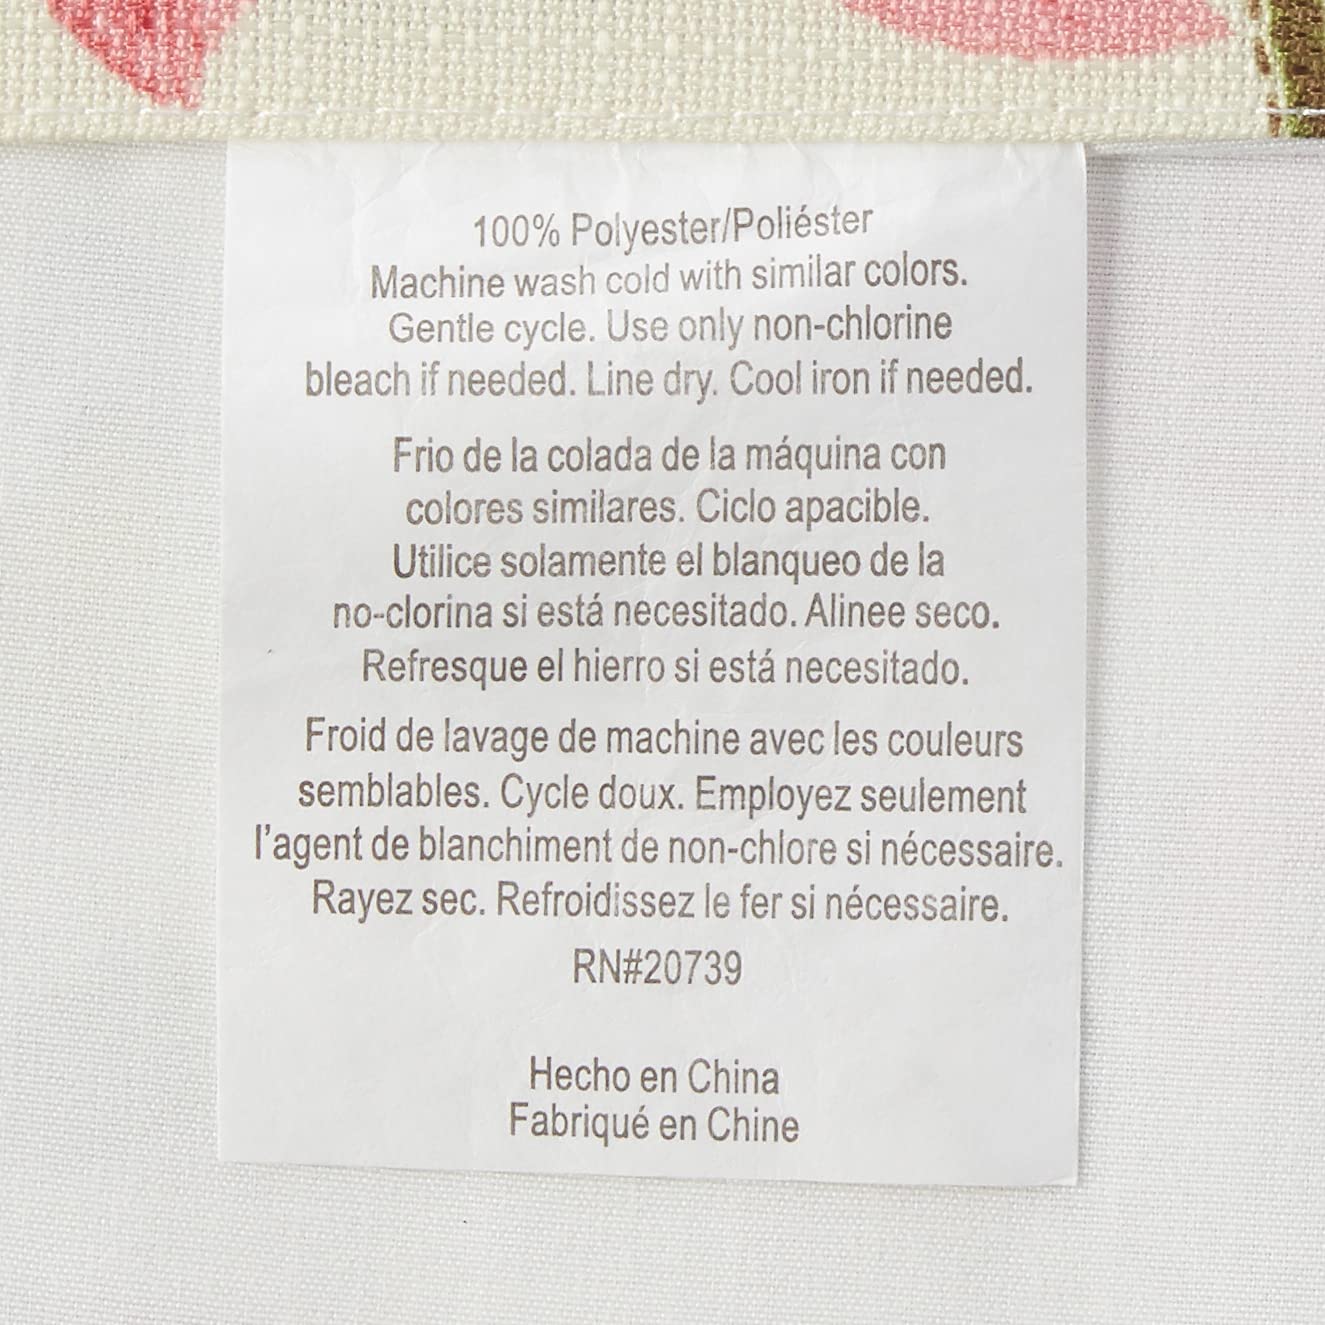 100% Polyester/Poliéster
Machine wash cold with similar colors.
Gentle cycle. Use only non-chlorine
bleach if needed. Line dry. Cool iron if needed.
Frio de la colada de la máquina con
colores similares. Ciclo apacible.
Utilice solamente el blanqueo de la
no-clorina si está necesitado. Alinee seco.
Refresque el hierro si está necesitado.
Froid de lavage de machine avec les couleurs
semblables. Cycle doux. Employez seulement
l'agent de blanchiment de non-chlore si nécessaire.
Rayez sec. Refroidissez le fer si nécessaire.
RN#20739
Hecho en China
Fabriqué en Chine